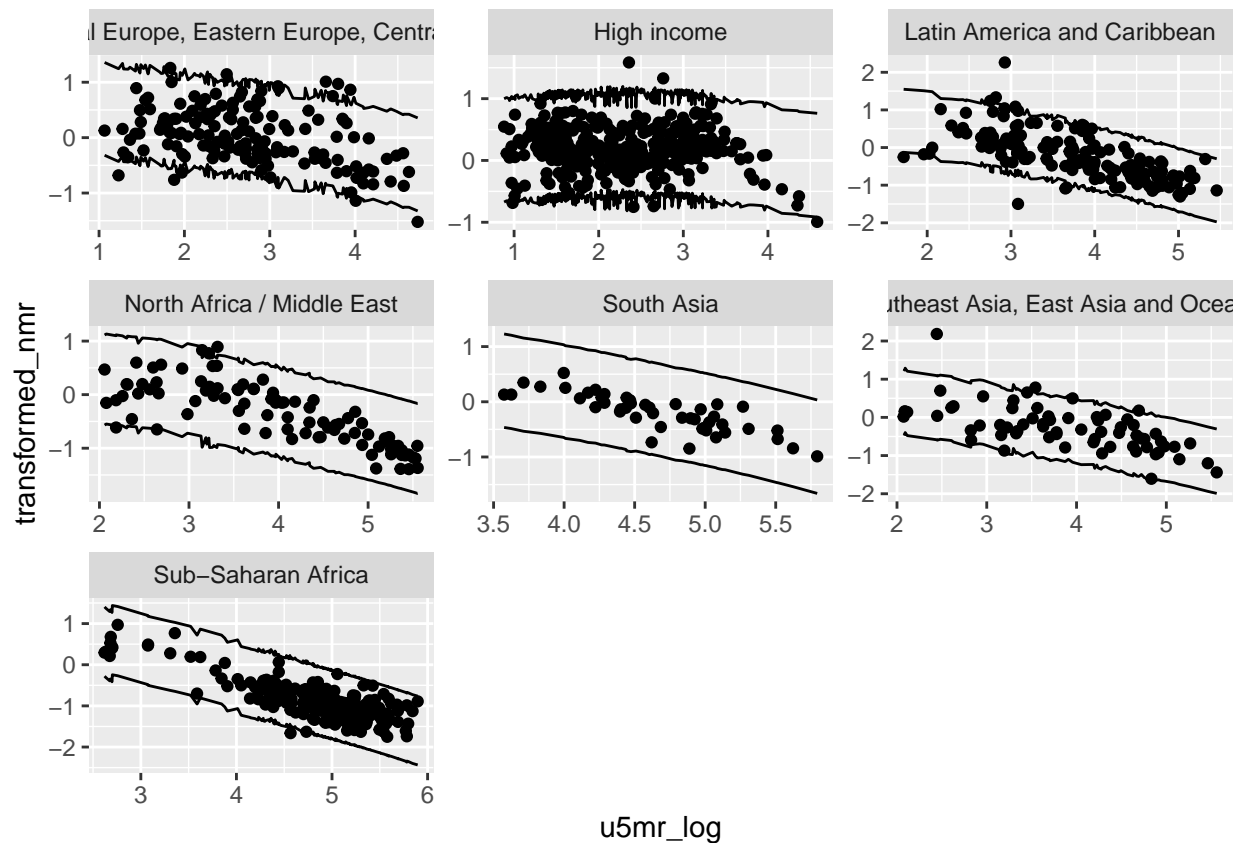 Europe, Eastern Europe, Centra
High income
Latin America and Caribbean
1
0
−1
1 2 3 4
1
0
−1
1 2 3 4
2
1
0
−1
−2
2 3 4 5
North Africa / Middle East
South Asia
Asia, East Asia and Ocea
1
0
−1
2 3 4 5
1
0
−1
3.5 4.0 4.5 5.0 5.5
2
1
0
−1
−2
2 3 4 5
Sub−Saharan Africa
1
0
−1
−2
3 4 5 6
transformed_nmr
u5mr_log